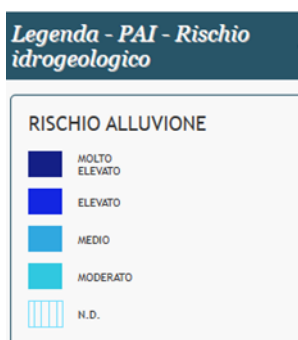 Legenda - PAI - Rischio
idrogeologico
RISCHIO ALLUVIONE
MOLTO
ELEVATO
ELEVATO
MEDIO
MODERATO
N.D.